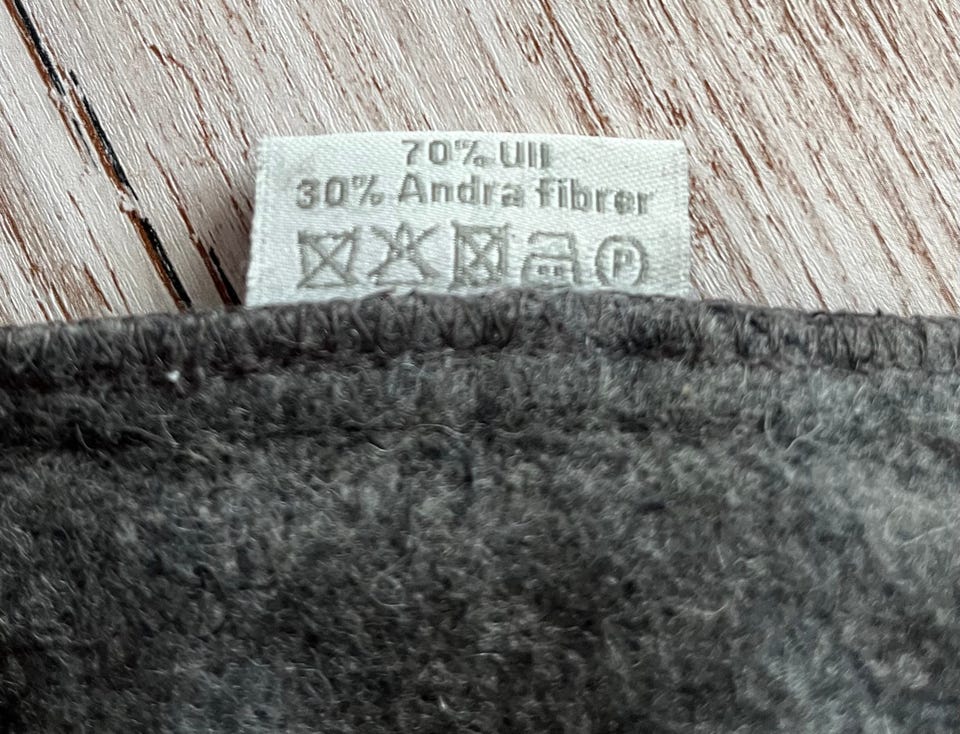 70% Ull
30% Andra fibrer
P